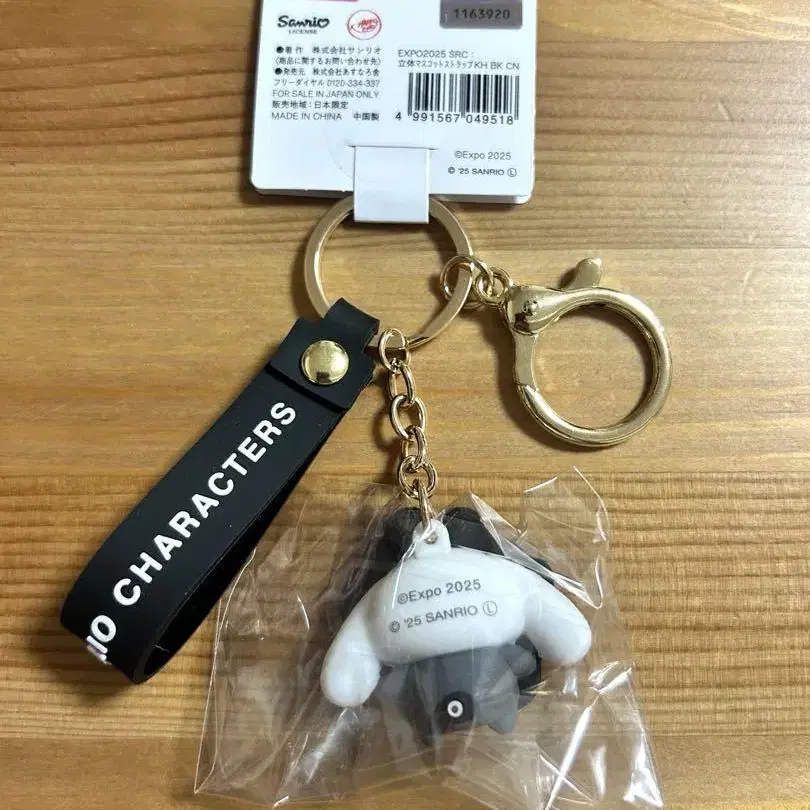 Sanrio
LICENSE
HAPPY
1163920
●著作 株式会社サンリオ
〈商品に関するお問い合わせ先〉
●発売元 株式会社あすなろ舎
フリーダイヤル 0120-334-337
FOR SALE IN JAPAN ONLY.
販売地域:日本限定
MADE IN CHINA 中国製
EXPO2025 SRC:
立体マスコットストラップKH BK CN
4 991567 049518
©Expo 2025
© '25 SANRIO Ⓛ
IO CHARACTERS
©Expo 2025
© '25 SANRIO Ⓛ